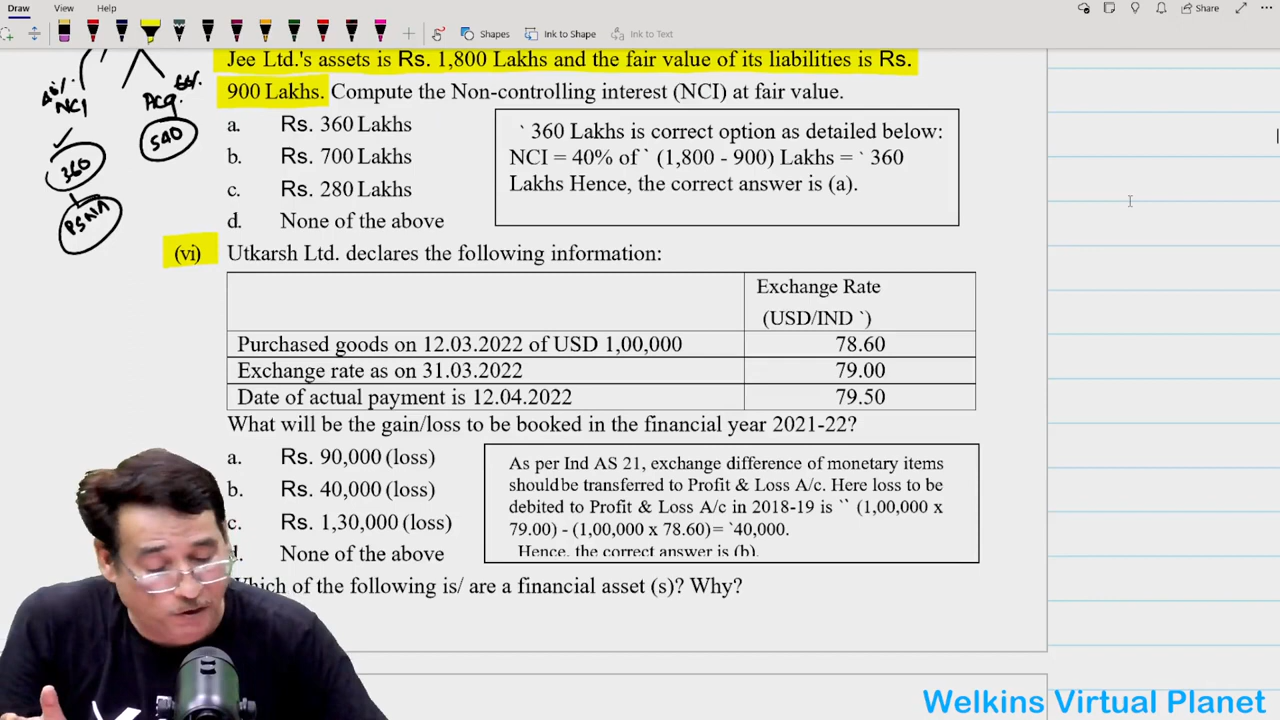 Draw View Help
Share
Shapes Ink to Shape Ink to Text
Jee Ltd.'s assets is Rs. 1,800 Lakhs and the fair value of its liabilities is Rs.
900 Lakhs. Compute the Non-controlling interest (NCI) at fair value.
NCI
Acq.
540
360
PSNA
a. Rs. 360 Lakhs
b. Rs. 700 Lakhs
c. Rs. 280 Lakhs
d. None of the above
` 360 Lakhs is correct option as detailed below:
NCI = 40% of ` (1,800 - 900) Lakhs = ` 360
Lakhs Hence, the correct answer is (a).
(vi) Utkarsh Ltd. declares the following information:
Exchange Rate
(USD/IND `)
Purchased goods on 12.03.2022 of USD 1,00,000 78.60
Exchange rate as on 31.03.2022 79.00
Date of actual payment is 12.04.2022 79.50
What will be the gain/loss to be booked in the financial year 2021-22?
a. Rs. 90,000 (loss)
b. Rs. 40,000 (loss)
c. Rs. 1,30,000 (loss)
d. None of the above
As per Ind AS 21, exchange difference of monetary items
should be transferred to Profit & Loss A/c. Here loss to be
debited to Profit & Loss A/c in 2018-19 is `` (1,00,000 x
79.00) - (1,00,000 x 78.60)= `40,000.
Hence, the correct answer is (b).
Which of the following is/ are a financial asset (s)? Why?
Welkins Virtual Planet